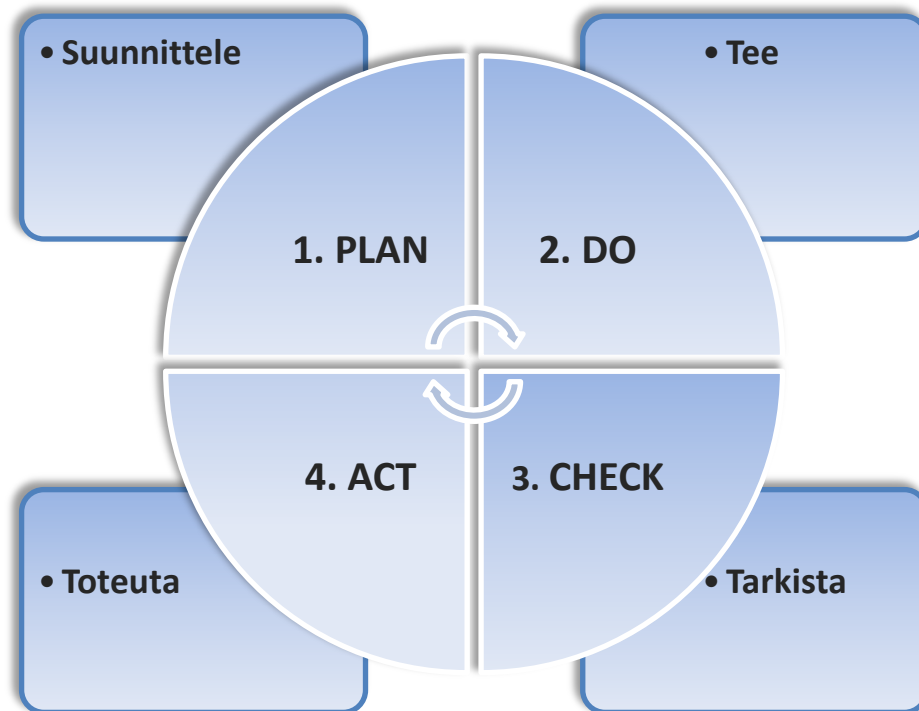 • Suunnittele
• Tee
1. PLAN
2. DO
4. ACT
3. CHECK
• Toteuta
• Tarkista